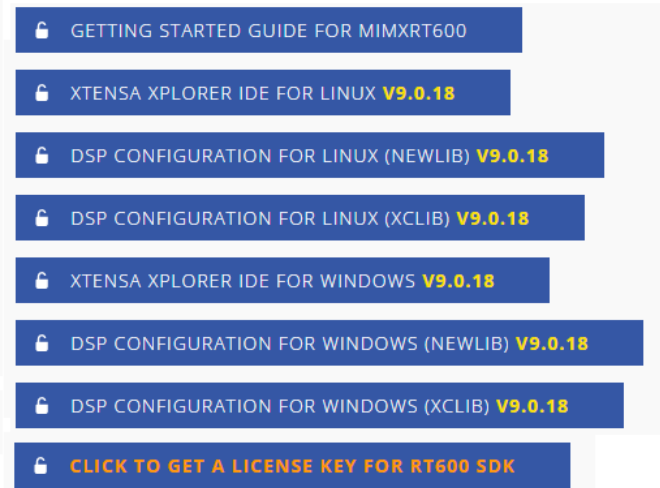 GETTING STARTED GUIDE FOR MIMXRT600
XTENSA XPLORER IDE FOR LINUX V9.0.18
DSP CONFIGURATION FOR LINUX (NEWLIB) V9.0.18
DSP CONFIGURATION FOR LINUX (XCLIB) V9.0.18
XTENSA XPLORER IDE FOR WINDOWS V9.0.18
DSP CONFIGURATION FOR WINDOWS (NEWLIB) V9.0.18
DSP CONFIGURATION FOR WINDOWS (XCLIB) V9.0.18
CLICK TO GET A LICENSE KEY FOR RT600 SDK